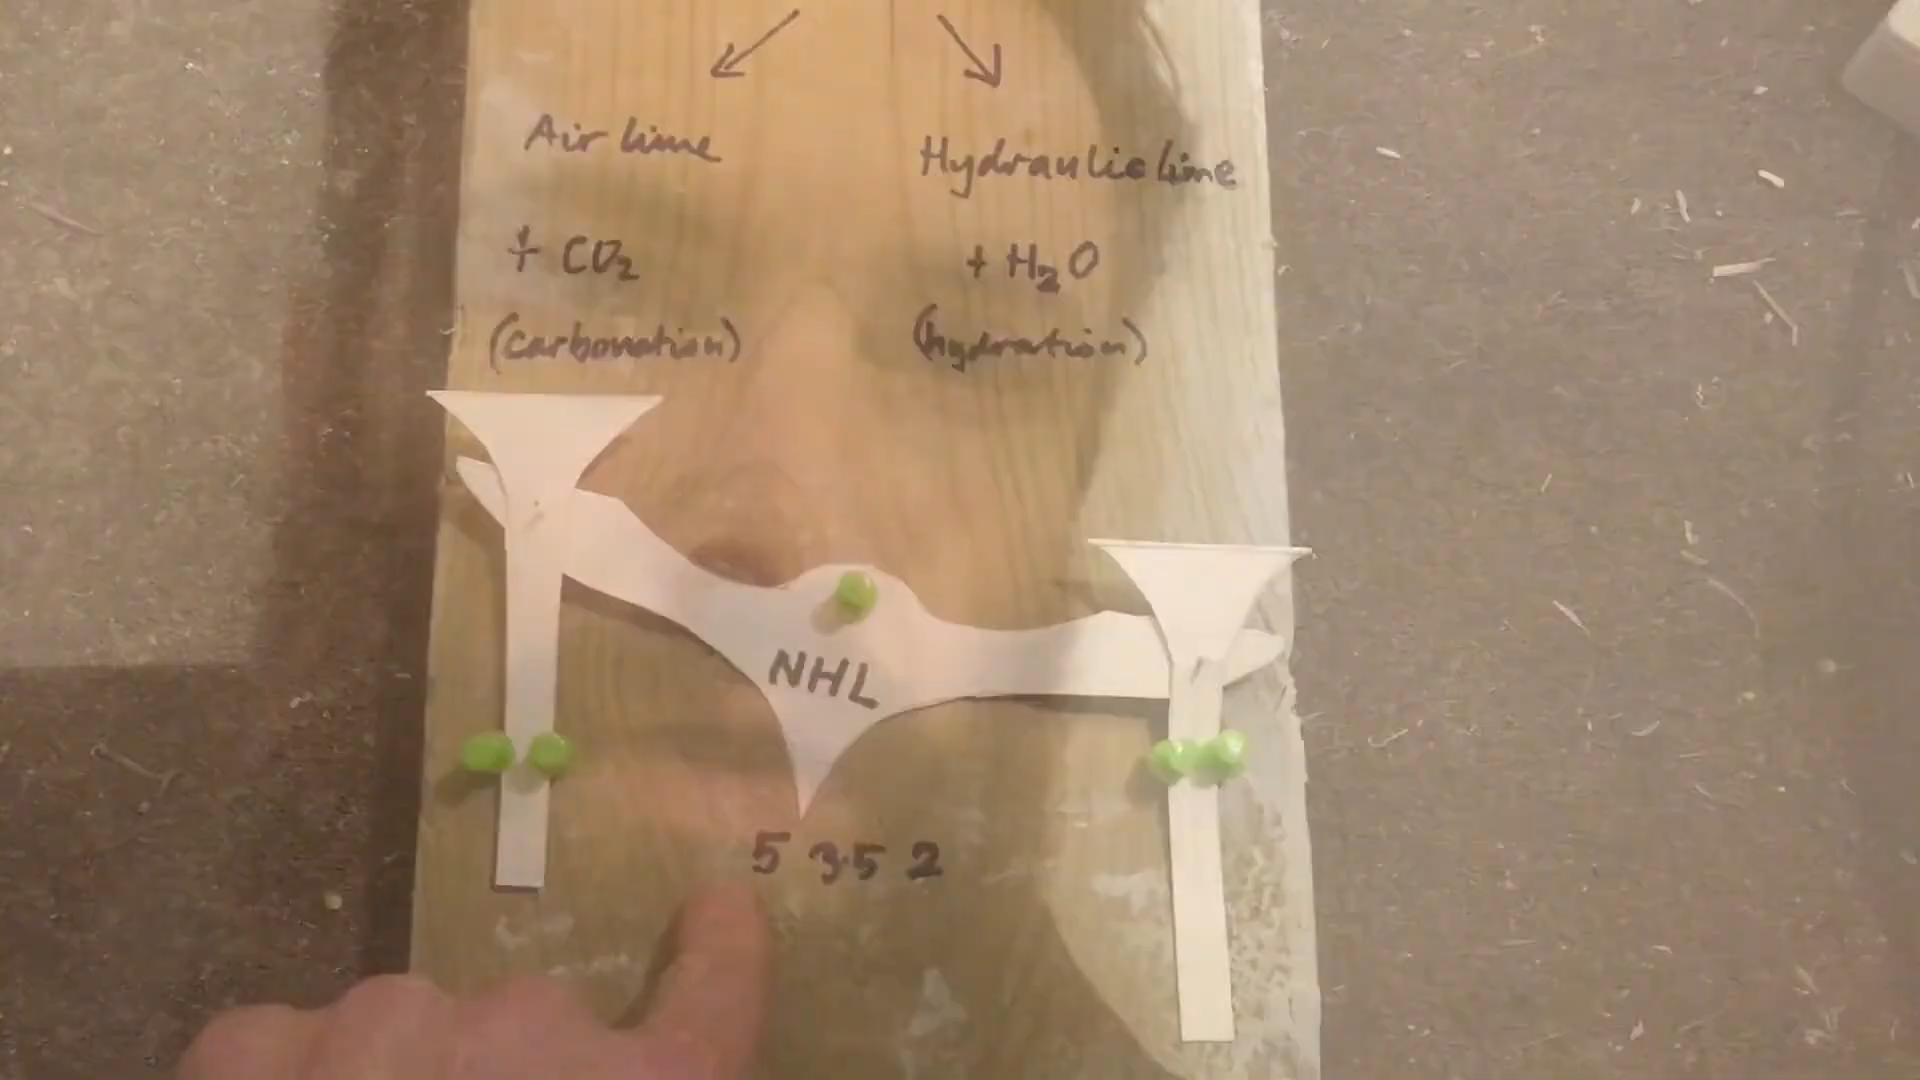 Air lime
Hydraulic lime
+ CO₂
+ H₂O
(carbonation)
(hydration)
NHL
5 3.5 2